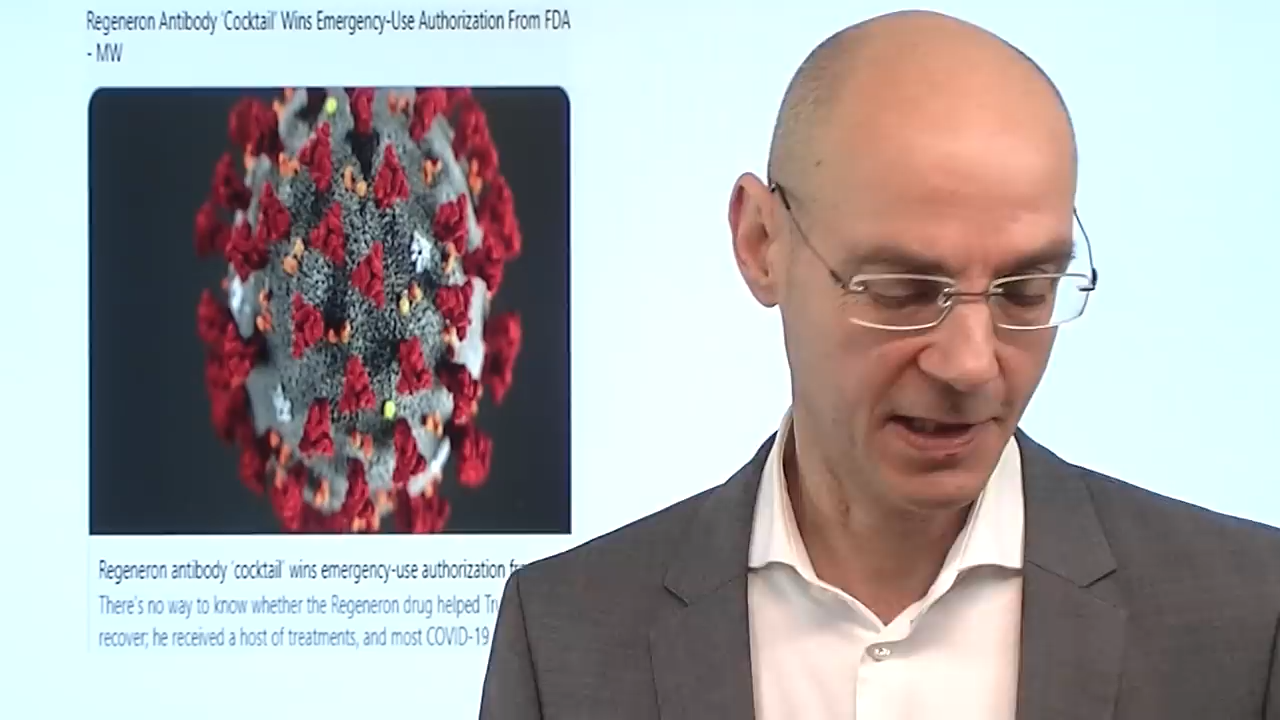 Regeneron Antibody 'Cocktail' Wins Emergency-Use Authorization From FDA
- MW
Regeneron antibody 'cocktail' wins emergency-use authorization
There's no way to know whether the Regeneron drug helped
recover; he received a host of treatments, and most COVID-19